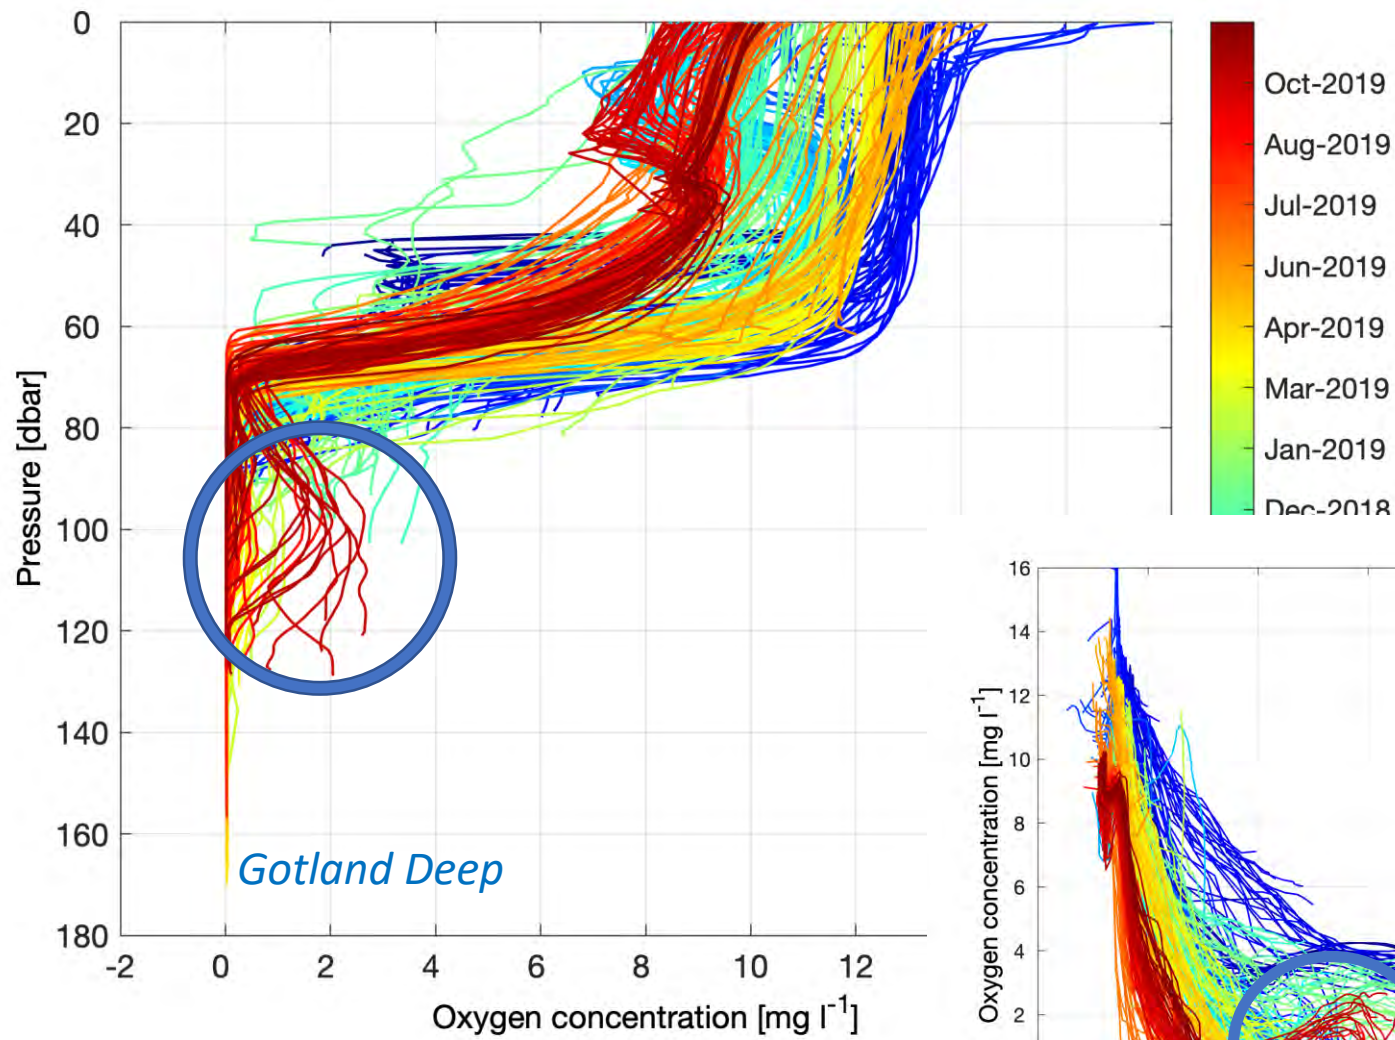 0
20
40
60
80
100
120
140
160
180
Pressure [dbar]
-2 0 2 4 6 8 10 12
Oxygen concentration [mg l⁻¹]
Gotland Deep
Oct-2019
Aug-2019
Jul-2019
Jun-2019
Apr-2019
Mar-2019
Jan-2019
Dec-2018
16
14
12
10
8
6
4
2
Oxygen concentration [mg l⁻¹]